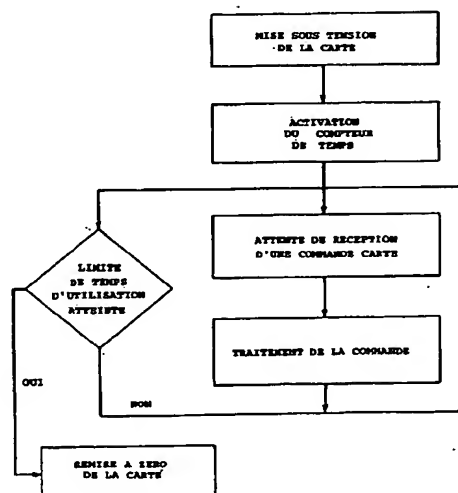 MISE SOUS TENSION
DE LA CARTE
ACTIVATION
DU COMPTEUR
DE TEMPS
ATTENTE DE RECEPTION
D'UNE COMMANDE CARTE
LIMITE
DE TEMPS
D'UTILISATION
ATTEINTE
TRAITEMENT DE LA COMMANDE
OUI
NON
REMISE A ZERO
DE LA CARTE